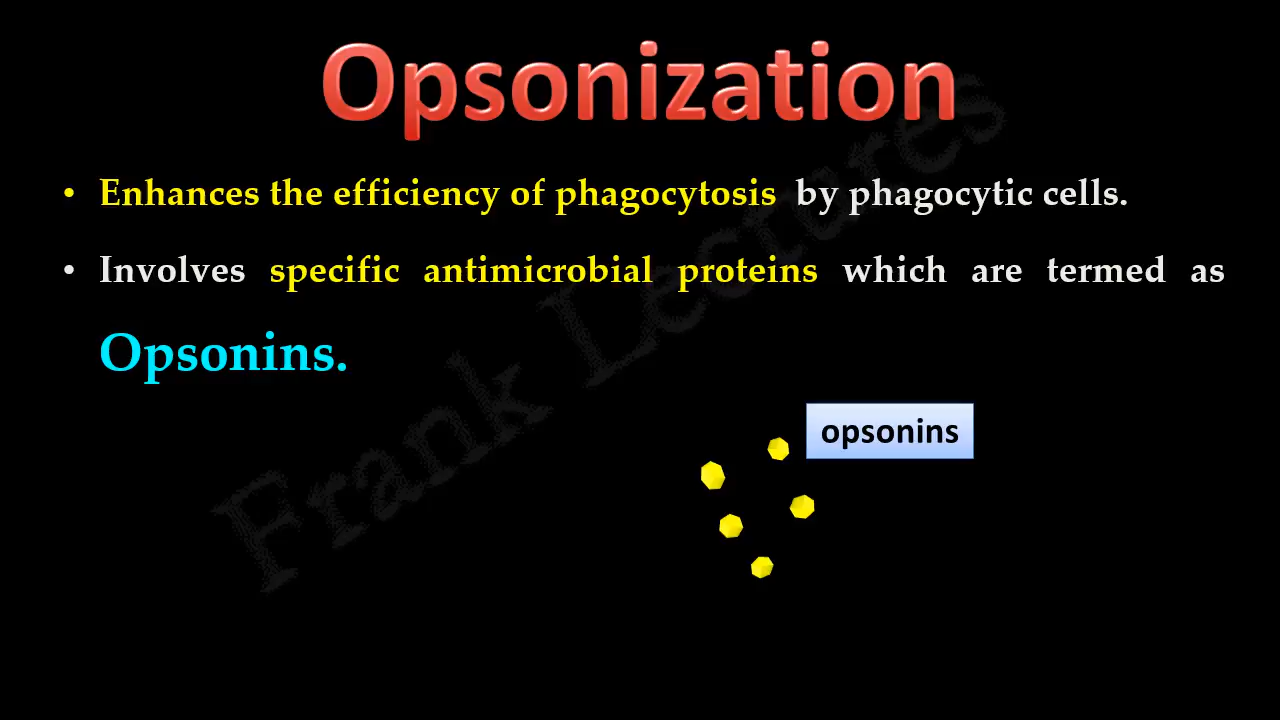 Opsonization
• Enhances the efficiency of phagocytosis by phagocytic cells.
• Involves specific antimicrobial proteins which are termed as
Opsonins.
opsonins
Frank Lectures